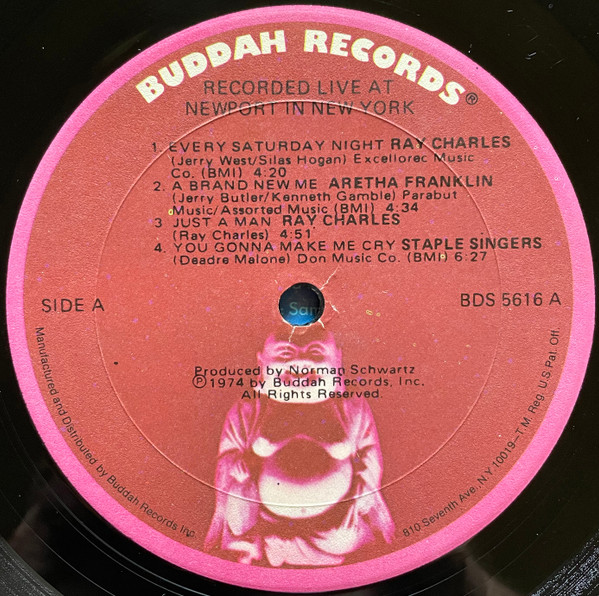 BUDDAH RECORDS®
RECORDED LIVE AT
NEWPORT IN NEW YORK
1. EVERY SATURDAY NIGHT RAY CHARLES
(Jerry West/Silas Hogan) Excellorec Music
Co. (BMI) 4:20
2. A BRAND NEW ME ARETHA FRANKLIN
(Jerry Butler/Kenneth Gamble) Parabut
Music/Assorted Music (BMI) 4:34
3 JUST A MAN RAY CHARLES
(Ray Charles) 4:51
4. YOU GONNA MAKE ME CRY STAPLE SINGERS
(Deadre Malone) Don Music Co. (BMI) 6:27
SIDE A
BDS 5616 A
Produced by Norman Schwartz
℗1974 by Buddah Records, Inc.
All Rights Reserved.
Manufactured and Distributed by Buddah Records Inc.
810 Seventh Ave. N.Y. 10019-T.M. Reg. U.S. Pat. Off.